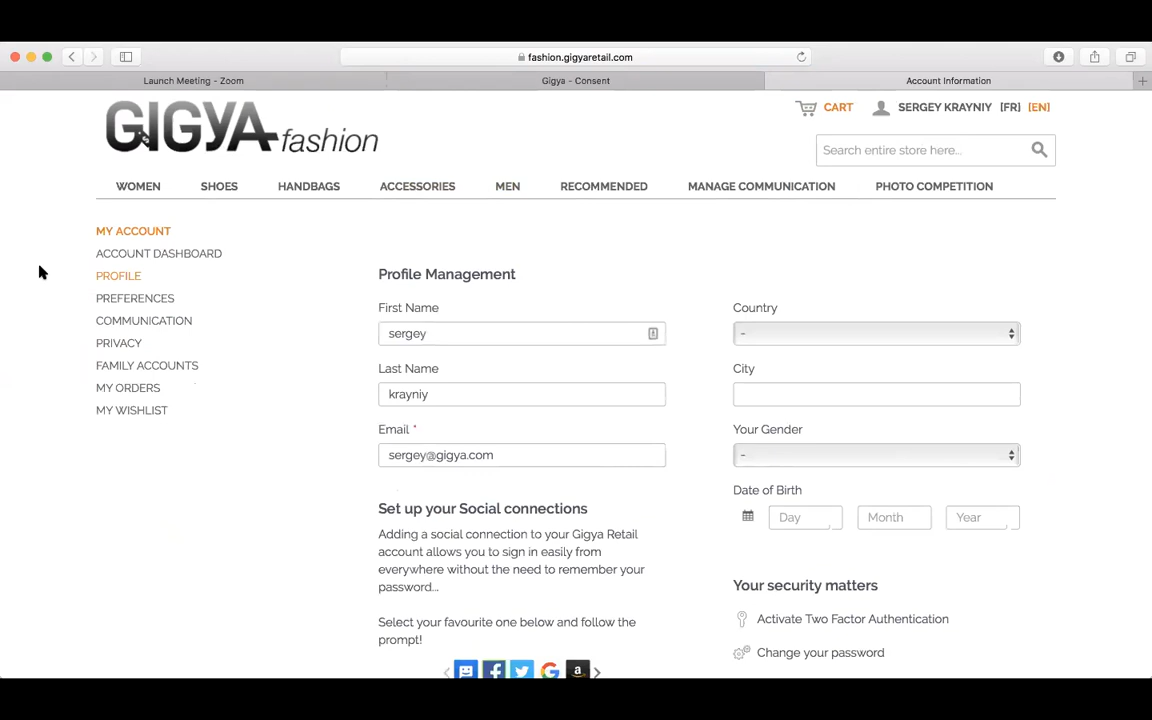 fashion.gigyaretail.com
Launch Meeting - Zoom
Gigya - Consent
Account Information
GIGYA fashion
CART
SERGEY KRAYNIY [FR] [EN]
Search entire store here...
WOMEN SHOES HANDBAGS ACCESSORIES MEN RECOMMENDED MANAGE COMMUNICATION PHOTO COMPETITION
MY ACCOUNT
ACCOUNT DASHBOARD
PROFILE
PREFERENCES
COMMUNICATION
PRIVACY
FAMILY ACCOUNTS
MY ORDERS
MY WISHLIST
Profile Management
First Name
sergey
Last Name
krayniy
Email *
sergey@gigya.com
Set up your Social connections
Adding a social connection to your Gigya Retail
account allows you to sign in easily from
everywhere without the need to remember your
password...
Select your favourite one below and follow the
prompt!
Country
-
City
Your Gender
-
Date of Birth
Day Month Year
Your security matters
Activate Two Factor Authentication
Change your password